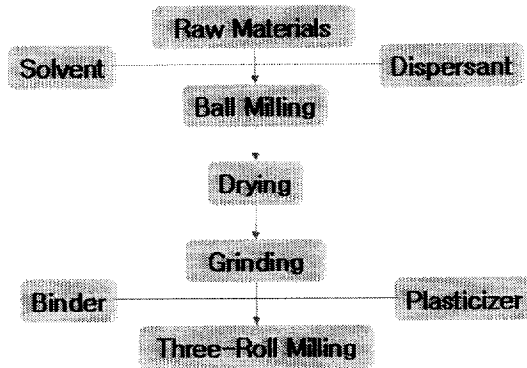 Raw Materials
Solvent
Dispersant
Ball Milling
Drying
Grinding
Binder
Plasticizer
Three-Roll Milling